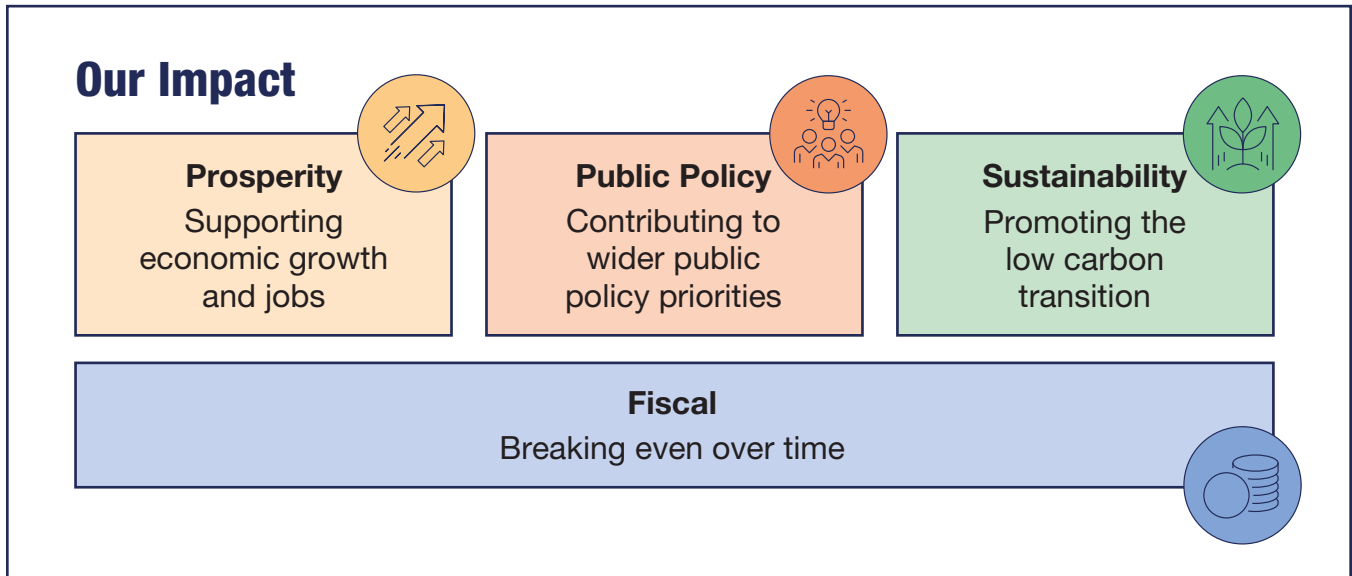 Our Impact
Prosperity
Supporting
economic growth
and jobs
Public Policy
Contributing to
wider public
policy priorities
Sustainability
Promoting the
low carbon
transition
Fiscal
Breaking even over time